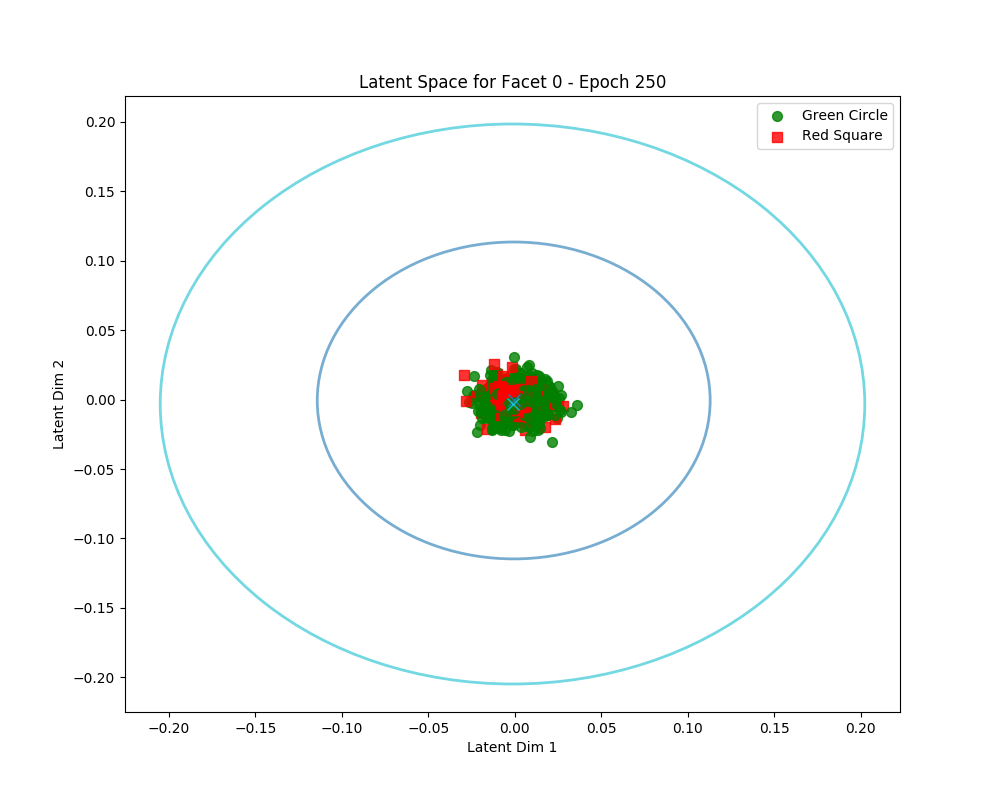 Latent Space for Facet 0 - Epoch 250
Green Circle
Red Square
0.20
0.15
0.10
0.05
0.00
−0.05
−0.10
−0.15
−0.20
Latent Dim 2
−0.20 −0.15 −0.10 −0.05 0.00 0.05 0.10 0.15 0.20
Latent Dim 1